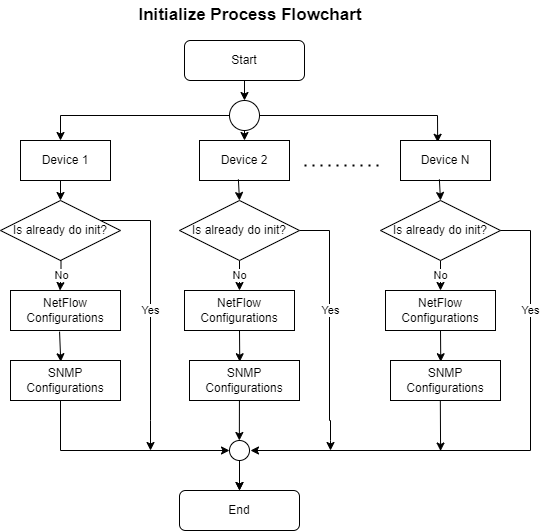 Initialize Process Flowchart
Start
Device 1
Device 2
..........
Device N
Is already do init?
Is already do init?
Is already do init?
No
No
No
NetFlow
Configurations
NetFlow
Configurations
NetFlow
Configurations
Yes
Yes
Yes
SNMP
Configurations
SNMP
Configurations
SNMP
Configurations
End